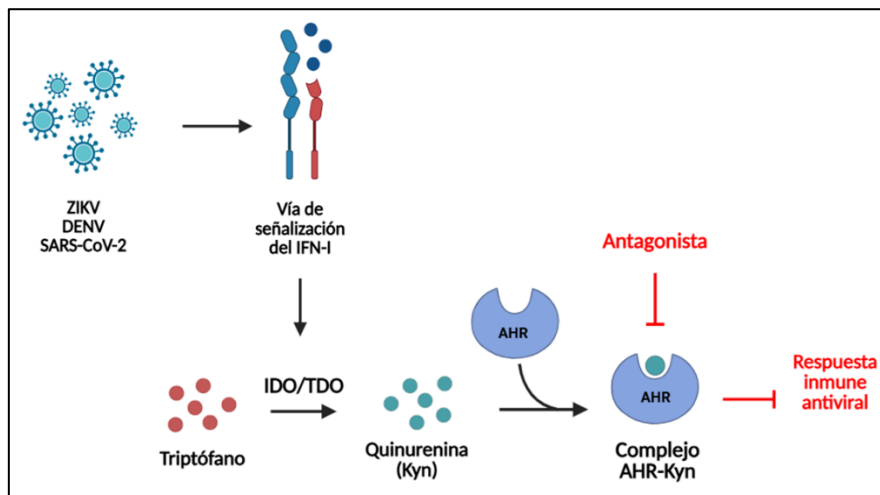 ZIKV
DENV
SARS-CoV-2
Vía de
señalización
del IFN-I
Antagonista
AHR
IDO/TDO
Triptófano
Quinurenina
(Kyn)
AHR
Complejo
AHR-Kyn
Respuesta
inmune
antiviral